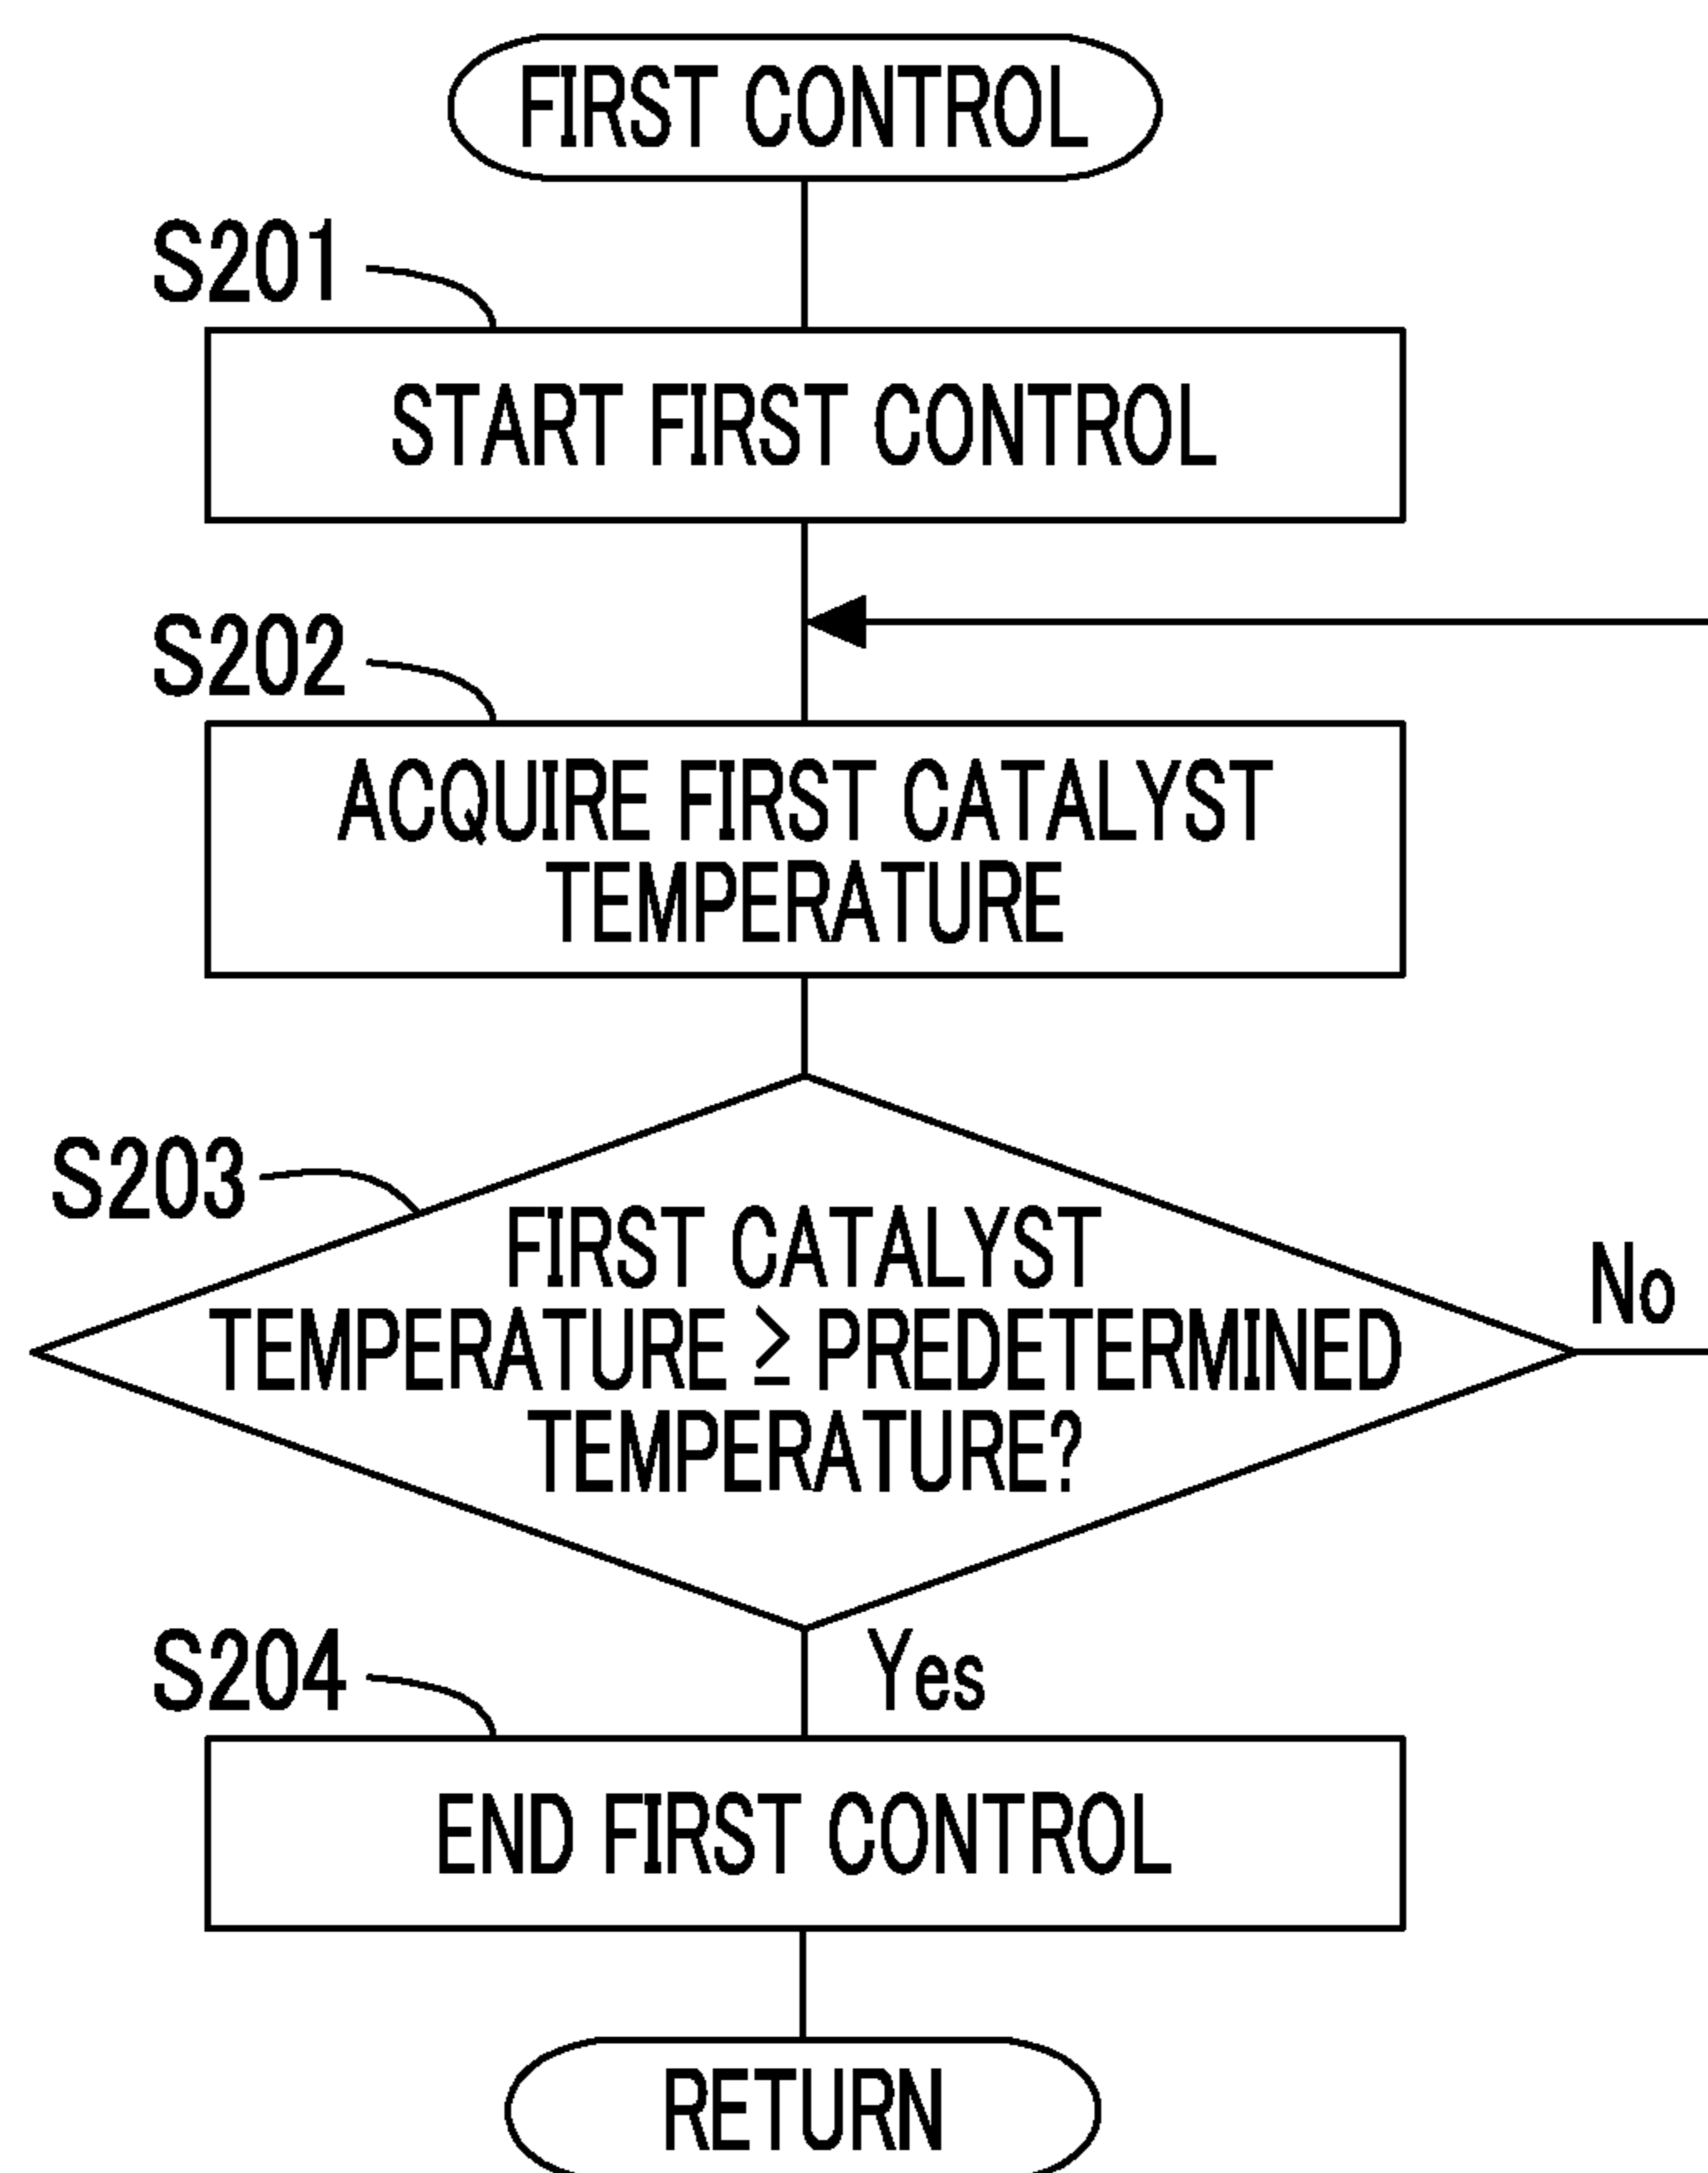 FIRST CONTROL
S201
START FIRST CONTROL
S202
ACQUIRE FIRST CATALYST
TEMPERATURE
S203
FIRST CATALYST
TEMPERATURE ≥ PREDETERMINED
TEMPERATURE?
No
Yes
S204
END FIRST CONTROL
RETURN